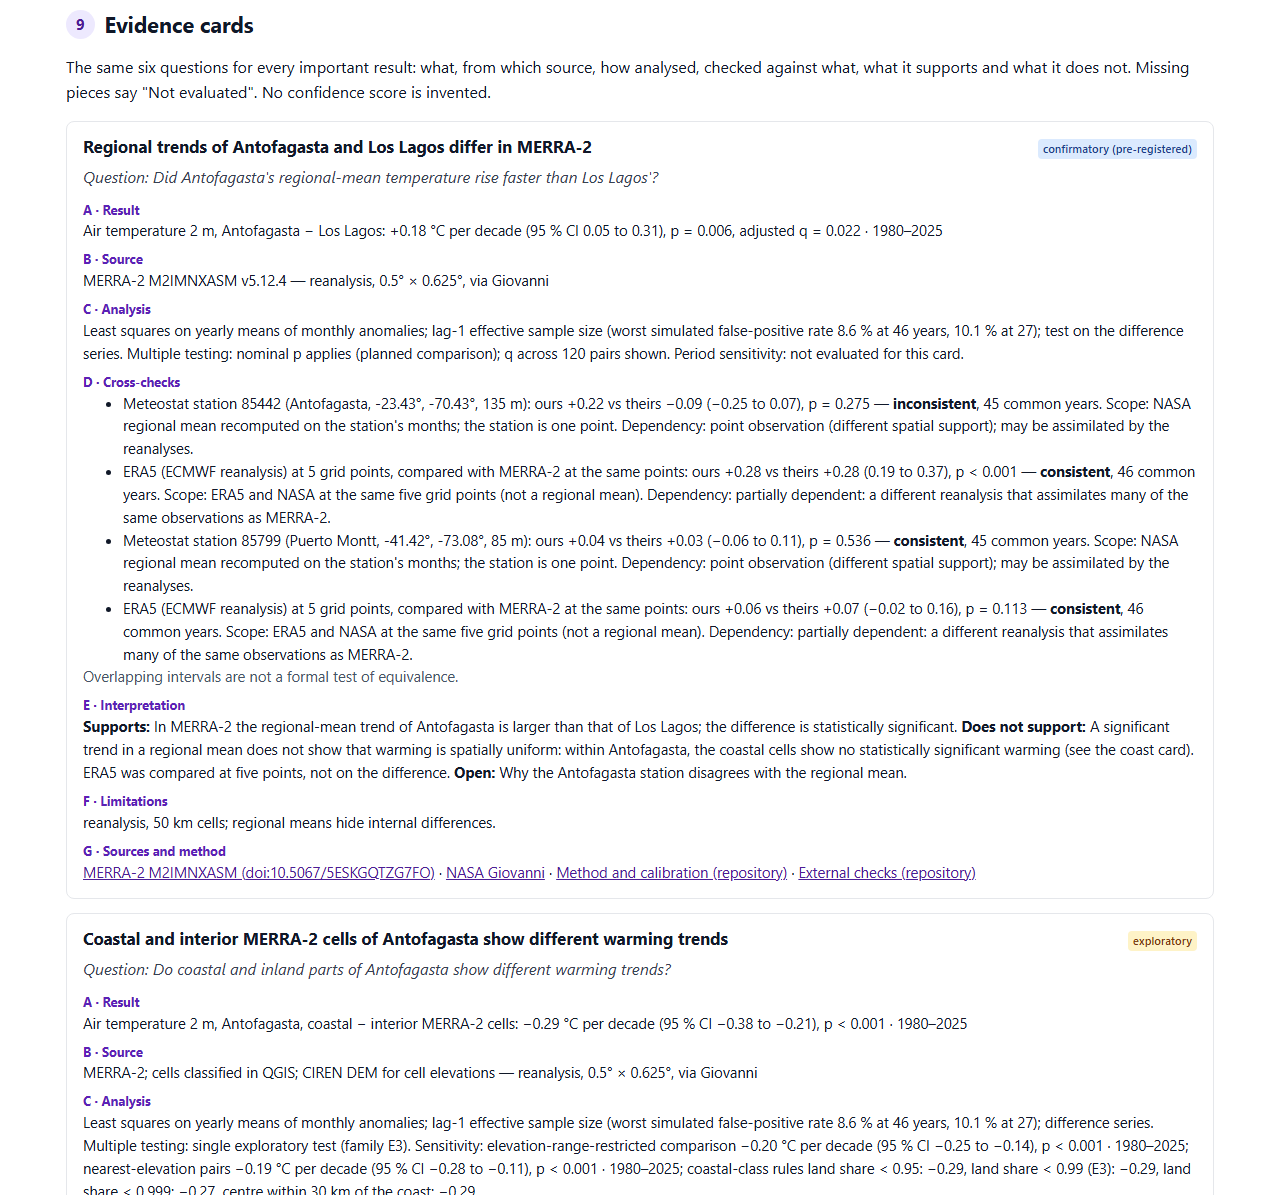 9 Evidence cards
The same six questions for every important result: what, from which source, how analysed, checked against what, what it supports and what it does not. Missing
pieces say "Not evaluated". No confidence score is invented.
Regional trends of Antofagasta and Los Lagos differ in MERRA-2
confirmatory (pre-registered)
Question: Did Antofagasta's regional-mean temperature rise faster than Los Lagos'?
A · Result
Air temperature 2 m, Antofagasta − Los Lagos: +0.18 °C per decade (95 % CI 0.05 to 0.31), p = 0.006, adjusted q = 0.022 · 1980–2025
B · Source
MERRA-2 M2IMNXASM v5.12.4 — reanalysis, 0.5° × 0.625°, via Giovanni
C · Analysis
Least squares on yearly means of monthly anomalies; lag-1 effective sample size (worst simulated false-positive rate 8.6 % at 46 years, 10.1 % at 27); test on the difference
series. Multiple testing: nominal p applies (planned comparison); q across 120 pairs shown. Period sensitivity: not evaluated for this card.
D · Cross-checks
• Meteostat station 85442 (Antofagasta, -23.43°, -70.43°, 135 m): ours +0.22 vs theirs −0.09 (−0.25 to 0.07), p = 0.275 — inconsistent, 45 common years. Scope: NASA
regional mean recomputed on the station's months; the station is one point. Dependency: point observation (different spatial support); may be assimilated by the
reanalyses.
• ERA5 (ECMWF reanalysis) at 5 grid points, compared with MERRA-2 at the same points: ours +0.28 vs theirs +0.28 (0.19 to 0.37), p < 0.001 — consistent, 46 common
years. Scope: ERA5 and NASA at the same five grid points (not a regional mean). Dependency: partially dependent: a different reanalysis that assimilates many of the
same observations as MERRA-2.
• Meteostat station 85799 (Puerto Montt, -41.42°, -73.08°, 85 m): ours +0.04 vs theirs +0.03 (−0.06 to 0.11), p = 0.536 — consistent, 45 common years. Scope: NASA
regional mean recomputed on the station's months; the station is one point. Dependency: point observation (different spatial support); may be assimilated by the
reanalyses.
• ERA5 (ECMWF reanalysis) at 5 grid points, compared with MERRA-2 at the same points: ours +0.06 vs theirs +0.07 (−0.02 to 0.16), p = 0.113 — consistent, 46
common years. Scope: ERA5 and NASA at the same five grid points (not a regional mean). Dependency: partially dependent: a different reanalysis that assimilates
many of the same observations as MERRA-2.
Overlapping intervals are not a formal test of equivalence.
E · Interpretation
Supports: In MERRA-2 the regional-mean trend of Antofagasta is larger than that of Los Lagos; the difference is statistically significant. Does not support: A significant
trend in a regional mean does not show that warming is spatially uniform: within Antofagasta, the coastal cells show no statistically significant warming (see the coast card).
ERA5 was compared at five points, not on the difference. Open: Why the Antofagasta station disagrees with the regional mean.
F · Limitations
reanalysis, 50 km cells; regional means hide internal differences.
G · Sources and method
MERRA-2 M2IMNXASM (doi:10.5067/5ESKGQTZG7FO) · NASA Giovanni · Method and calibration (repository) · External checks (repository)
Coastal and interior MERRA-2 cells of Antofagasta show different warming trends
exploratory
Question: Do coastal and inland parts of Antofagasta show different warming trends?
A · Result
Air temperature 2 m, Antofagasta, coastal − interior MERRA-2 cells: −0.29 °C per decade (95 % CI −0.38 to −0.21), p < 0.001 · 1980–2025
B · Source
MERRA-2; cells classified in QGIS; CIREN DEM for cell elevations — reanalysis, 0.5° × 0.625°, via Giovanni
C · Analysis
Least squares on yearly means of monthly anomalies; lag-1 effective sample size (worst simulated false-positive rate 8.6 % at 46 years, 10.1 % at 27); difference series.
Multiple testing: single exploratory test (family E3). Sensitivity: elevation-range-restricted comparison −0.20 °C per decade (95 % CI −0.25 to −0.14), p < 0.001 · 1980–2025;
nearest-elevation pairs −0.19 °C per decade (95 % CI −0.28 to −0.11), p < 0.001 · 1980–2025; coastal-class rules land share < 0.95: −0.29, land share < 0.99 (E3): −0.29, land
share < 0.999: −0.27, centre within 30 km of the coast: −0.29